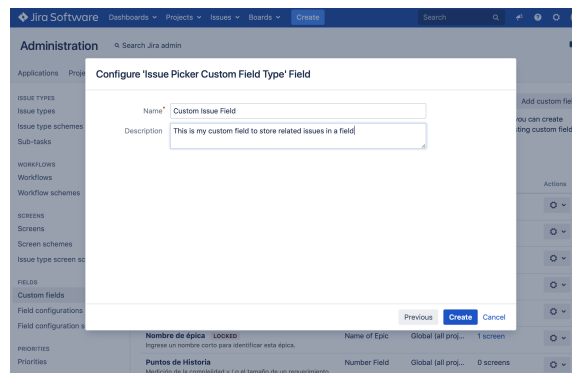 Jira Software Dashboards Projects Issues Boards Create Search
Administration Search Jira admin
Applications Proje
Configure 'Issue Picker Custom Field Type' Field
ISSUE TYPES
Issue types
Issue type schemes
Sub-tasks
Name* Custom Issue Field
Description This is my custom field to store related issues in a field
Add custom fiel
you can create
sting custom field
WORKFLOWS
Workflows
Workflow schemes
Actions
SCREENS
Screens
Screen schemes
Issue type screen sc
FIELDS
Custom fields
Field configurations
Field configuration s
Previous Create Cancel
Nombre de épica LOCKED Name of Epic Global (all proj... 1 screen
Ingrese un nombre corto para identificar esta épica.
PRIORITIES
Priorities
Puntos de Historia Number Field Global (all proj... 0 screens
Medición de la complejidad y / o el tamaño de un requerimiento